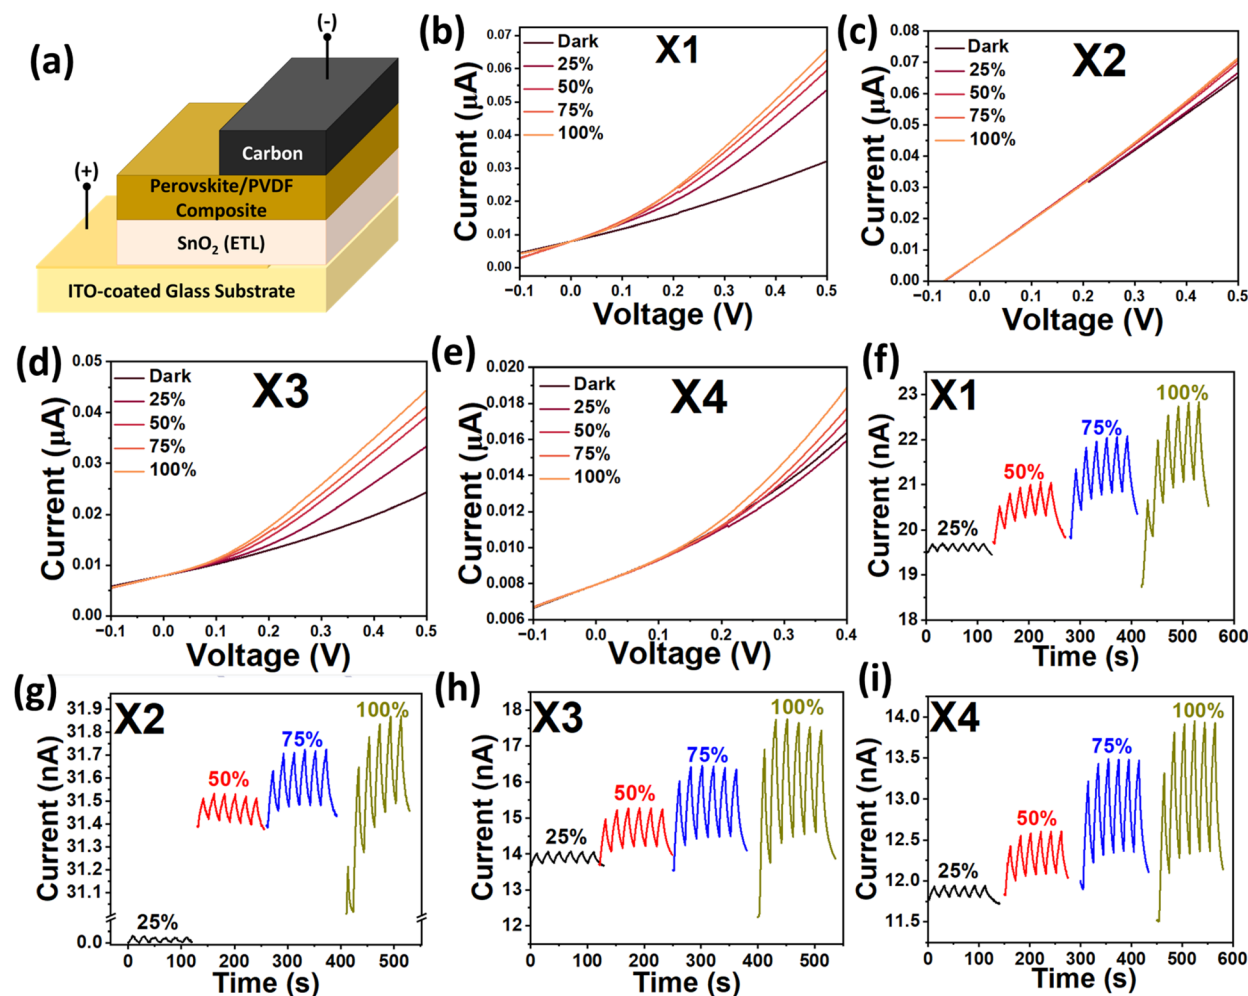 (a)
(-)
Carbon
(+)
Perovskite/PVDF
Composite
SnO₂ (ETL)
ITO-coated Glass Substrate
(b)
X1
Dark
25%
50%
75%
100%
0.07
0.06
0.05
0.04
0.03
0.02
0.01
0.00
−0.1 0.0 0.1 0.2 0.3 0.4 0.5
Current (µA)
Voltage (V)
(c)
X2
Dark
25%
50%
75%
100%
0.08
0.07
0.06
0.05
0.04
0.03
0.02
0.01
0.00
−0.1 0.0 0.1 0.2 0.3 0.4 0.5
Current (µA)
Voltage (V)
(d)
X3
Dark
25%
50%
75%
100%
0.05
0.04
0.03
0.02
0.01
0.00
−0.1 0.0 0.1 0.2 0.3 0.4 0.5
Current (µA)
Voltage (V)
(e)
X4
Dark
25%
50%
75%
100%
0.020
0.018
0.016
0.014
0.012
0.010
0.008
0.006
−0.1 0.0 0.1 0.2 0.3 0.4
Current (µA)
Voltage (V)
(f)
X1
100%
75%
50%
25%
23
22
21
20
19
18
0 100 200 300 400 500 600
Current (nA)
Time (s)
(g)
X2
100%
75%
50%
25%
31.9
31.8
31.7
31.6
31.5
31.4
31.3
31.2
31.1
0.0
0 100 200 300 400 500
Current (nA)
Time (s)
(h)
X3
100%
75%
50%
25%
18
17
16
15
14
13
12
0 100 200 300 400 500
Current (nA)
Time (s)
(i)
X4
100%
75%
50%
25%
14.0
13.5
13.0
12.5
12.0
11.5
0 100 200 300 400 500 600
Current (nA)
Time (s)